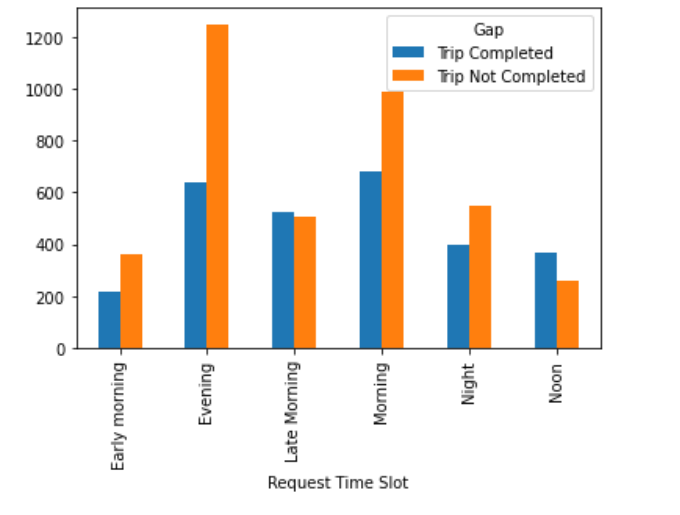 Gap
Trip Completed
Trip Not Completed
1200
1000
800
600
400
200
0
Early morning
Evening
Late Morning
Morning
Night
Noon
Request Time Slot